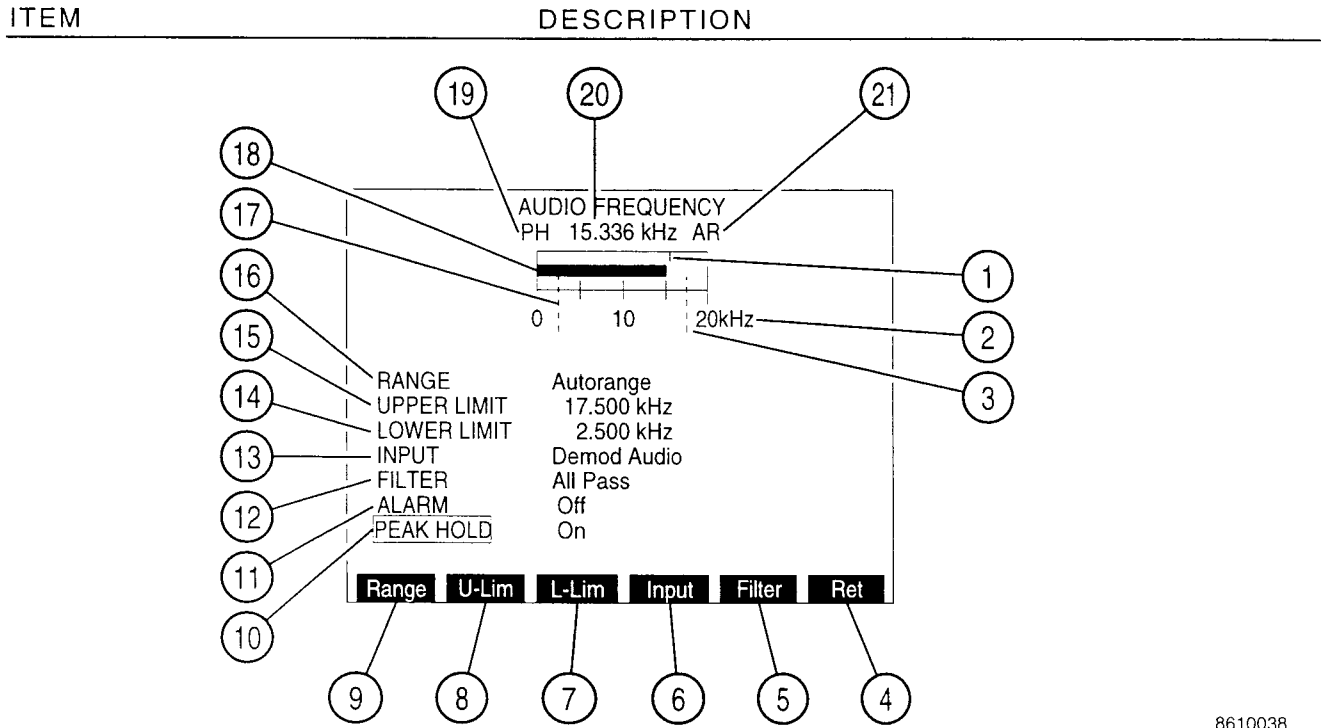 ITEM DESCRIPTION
19 20 21
18
17
16
15
14
13
12
11
10
AUDIO FREQUENCY
PH 15.336 kHz AR
0 10 20kHz
1
2
3
RANGE Autorange
UPPER LIMIT 17.500 kHz
LOWER LIMIT 2.500 kHz
INPUT Demod Audio
FILTER All Pass
ALARM Off
PEAK HOLD On
Range U-Lim L-Lim Input Filter Ret
9 8 7 6 5 4
8610038